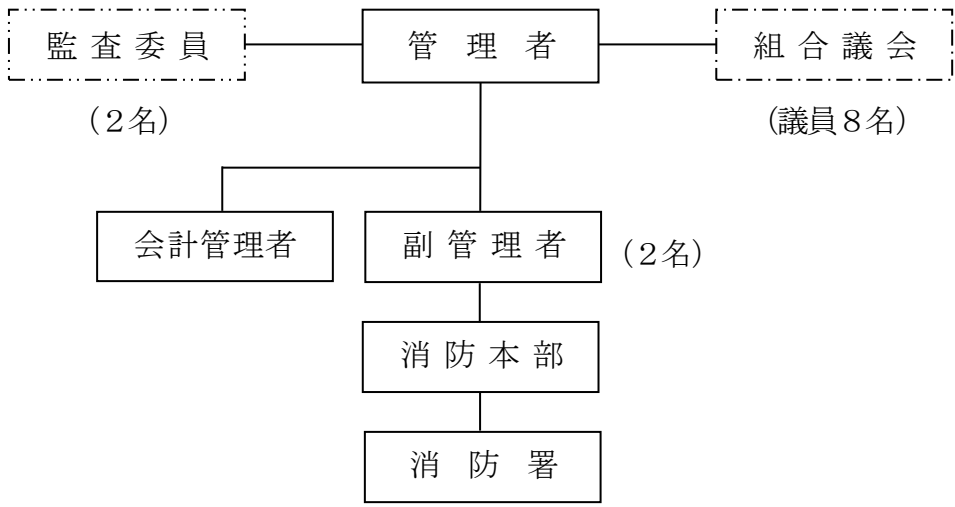 監査委員
管理者
組合議会
（２名）
（議員８名）
会計管理者
副管理者
（２名）
消防本部
消防署